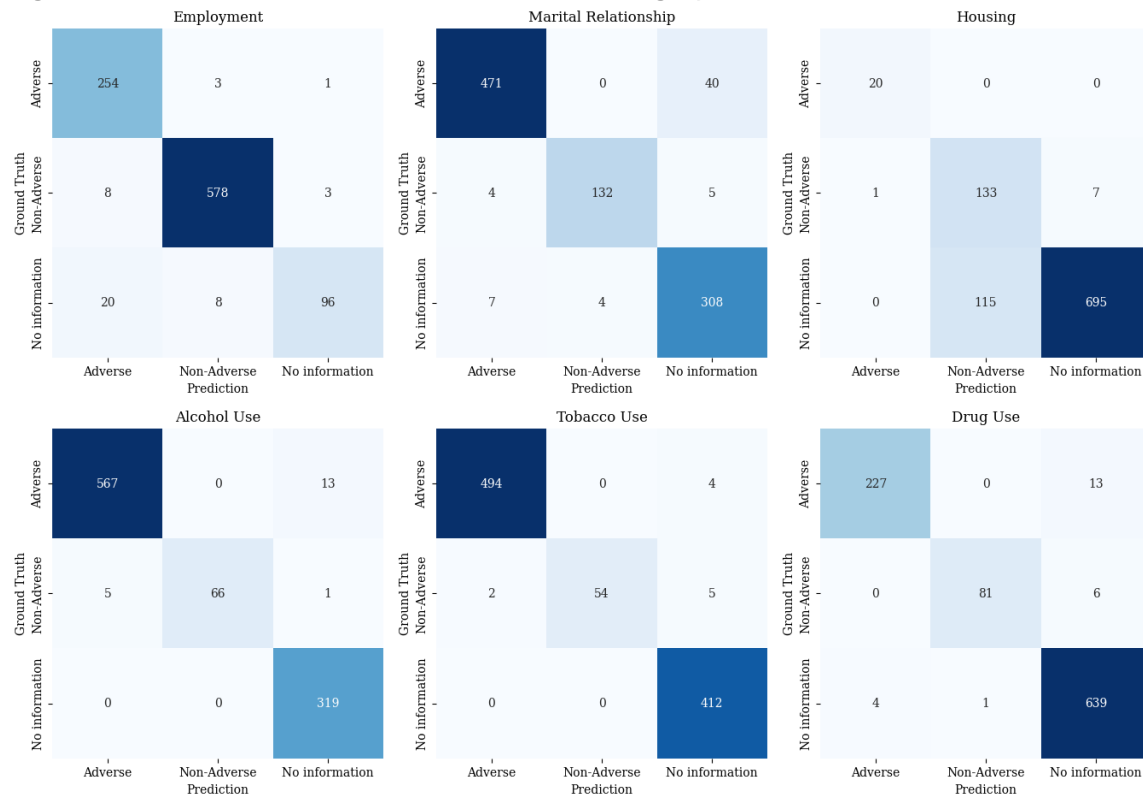 Employment
Adverse
254
3
1
Ground Truth
Non-Adverse
8
578
3
No information
20
8
96
Adverse
Non-Adverse
No information
Prediction
Marital Relationship
Adverse
471
0
40
Ground Truth
Non-Adverse
4
132
5
No information
7
4
308
Adverse
Non-Adverse
No information
Prediction
Housing
Adverse
20
0
0
Ground Truth
Non-Adverse
1
133
7
No information
0
115
695
Adverse
Non-Adverse
No information
Prediction
Alcohol Use
Adverse
567
0
13
Ground Truth
Non-Adverse
5
66
1
No information
0
0
319
Adverse
Non-Adverse
No information
Prediction
Tobacco Use
Adverse
494
0
4
Ground Truth
Non-Adverse
2
54
5
No information
0
0
412
Adverse
Non-Adverse
No information
Prediction
Drug Use
Adverse
227
0
13
Ground Truth
Non-Adverse
0
81
6
No information
4
1
639
Adverse
Non-Adverse
No information
Prediction